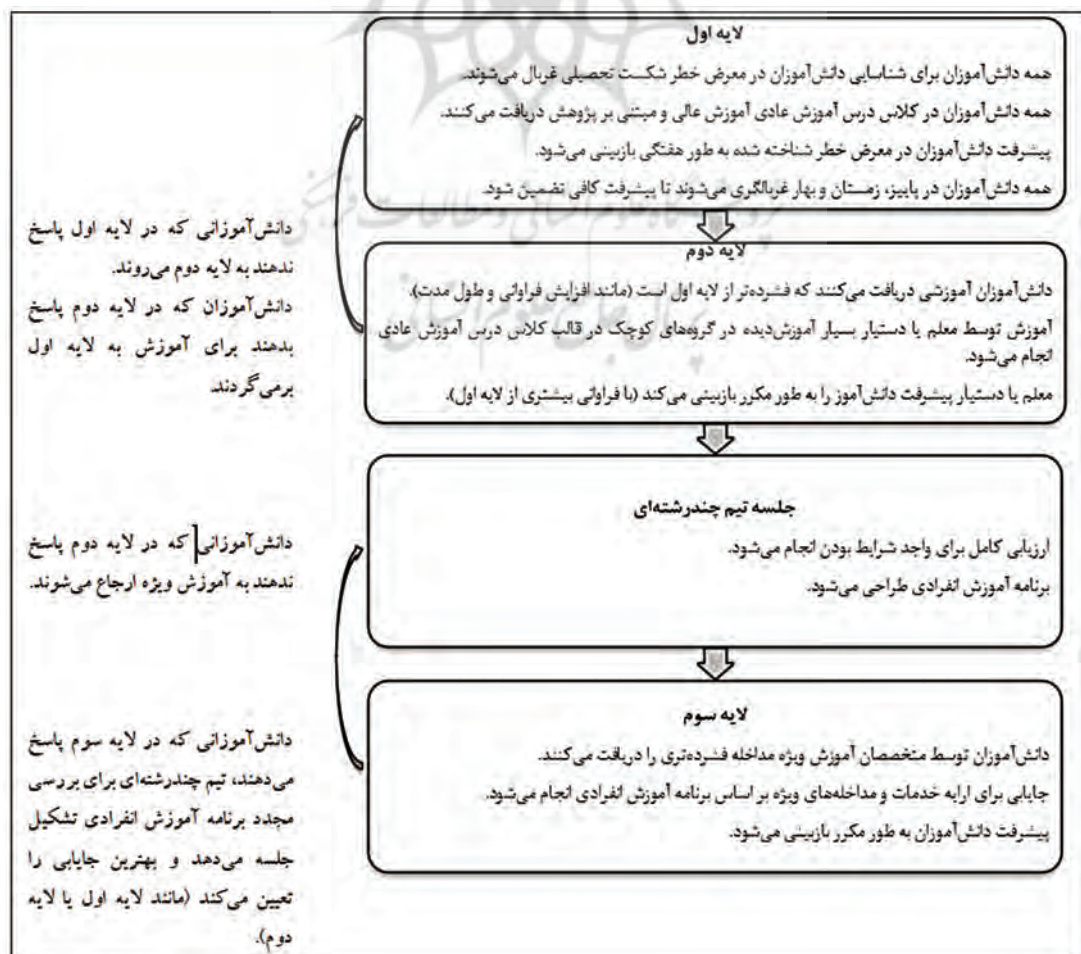 لایه اول
همه دانش‌آموزان برای شناسایی دانش‌آموزان در معرض خطر شکست تحصیلی غربال می‌شوند.
همه دانش‌آموزان در کلاس درس آموزش عادی آموزش عالی و مبتنی بر پژوهش دریافت می‌کنند.
پیشرفت دانش‌آموزان در معرض خطر شناخته شده به طور هفتگی بازبینی می‌شود.
همه دانش‌آموزان در پاییز، زمستان و بهار غربالگری می‌شوند تا پیشرفت کافی تضمین شود.
دانش‌آموزانی که در لایه اول پاسخ
ندهند به لایه دوم می‌روند.
دانش‌آموزان که در لایه دوم پاسخ
بدهند برای آموزش به لایه اول
برمی‌گردند.
لایه دوم
دانش‌آموزان آموزشی دریافت می‌کنند که فشرده‌تر از لایه اول است (مانند افزایش فراوانی و طول مدت).
آموزش توسط معلم یا دستیار بسیار آموزش‌دیده در گروه‌های کوچک در قالب کلاس درس آموزش عادی
انجام می‌شود.
معلم یا دستیار پیشرفت دانش‌آموز را به طور مکرر بازبینی می‌کند (با فراوانی بیشتری از لایه اول).
پژوهشگاه علوم انسانی و مطالعات فرهنگی
پرتال جامع علوم انسانی
جلسه تیم چندرشته‌ای
ارزیابی کامل برای واجد شرایط بودن انجام می‌شود.
برنامه آموزش انفرادی طراحی می‌شود.
دانش‌آموزانی که در لایه دوم پاسخ
ندهند به آموزش ویژه ارجاع می‌شوند.
لایه سوم
دانش‌آموزان توسط متخصصان آموزش ویژه مداخله فشرده‌تری را دریافت می‌کنند.
جایابی برای ارایه خدمات و مداخله‌های ویژه بر اساس برنامه آموزش انفرادی انجام می‌شود.
پیشرفت دانش‌آموزان به طور مکرر بازبینی می‌شود.
دانش‌آموزانی که در لایه سوم پاسخ
می‌دهند، تیم چندرشته‌ای برای بررسی
مجدد برنامه آموزش انفرادی تشکیل
جلسه می‌دهد و بهترین جایابی را
تعیین می‌کند (مانند لایه اول یا لایه
دوم).